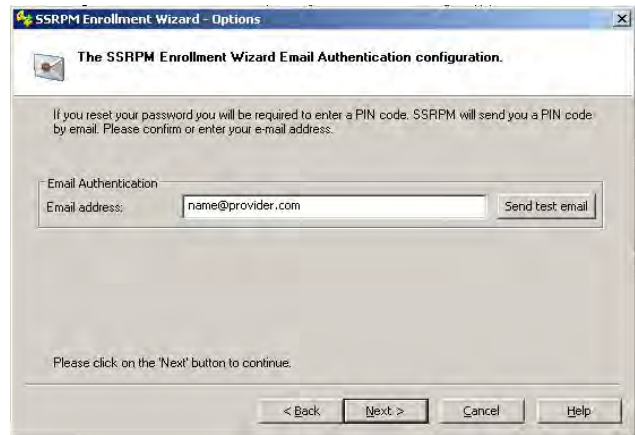 SSRPM Enrollment Wizard - Options
The SSRPM Enrollment Wizard Email Authentication configuration.
If you reset your password you will be required to enter a PIN code. SSRPM will send you a PIN code
by email. Please confirm or enter your e-mail address.
Email Authentication
Email address: name@provider.com Send test email
Please click on the 'Next' button to continue.
< Back Next > Cancel Help